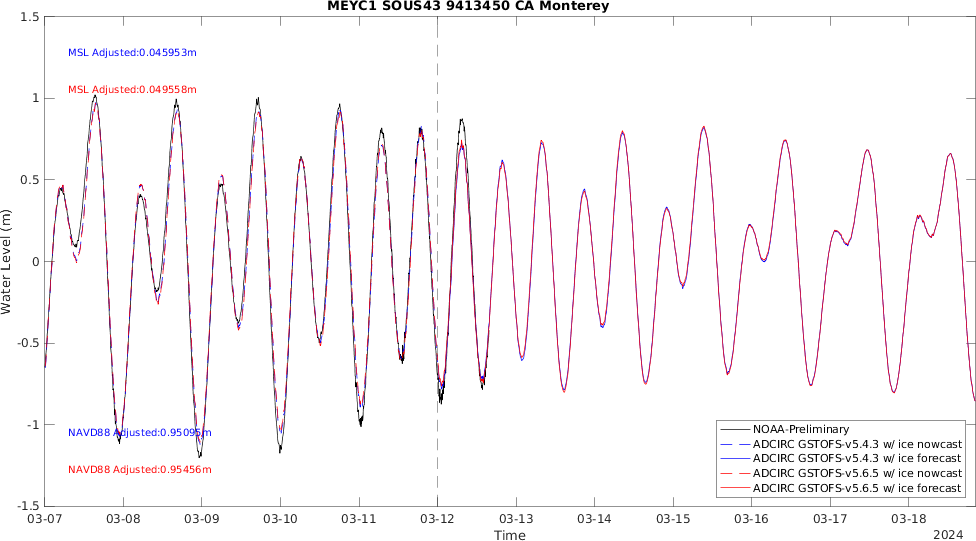 MEYC1 SOUS43 9413450 CA Monterey
1.5
1
0.5
0
-0.5
-1
-1.5
Water Level (m)
MSL Adjusted:0.045953m
MSL Adjusted:0.049558m
NAVD88 Adjusted:0.95095m
NAVD88 Adjusted:0.95456m
NOAA-Preliminary
ADCIRC GSTOFS-v5.4.3 w/ ice nowcast
ADCIRC GSTOFS-v5.4.3 w/ ice forecast
ADCIRC GSTOFS-v5.6.5 w/ ice nowcast
ADCIRC GSTOFS-v5.6.5 w/ ice forecast
03-07 03-08 03-09 03-10 03-11 03-12 03-13 03-14 03-15 03-16 03-17 03-18
Time
2024